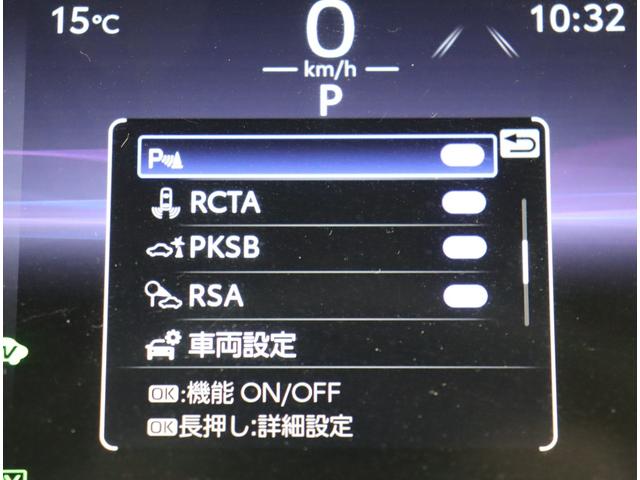 15℃
0
10:32
km/h
P
P
RCTA
PKSB
RSA
車両設定
OK:機能 ON/OFF
OK長押し:詳細設定